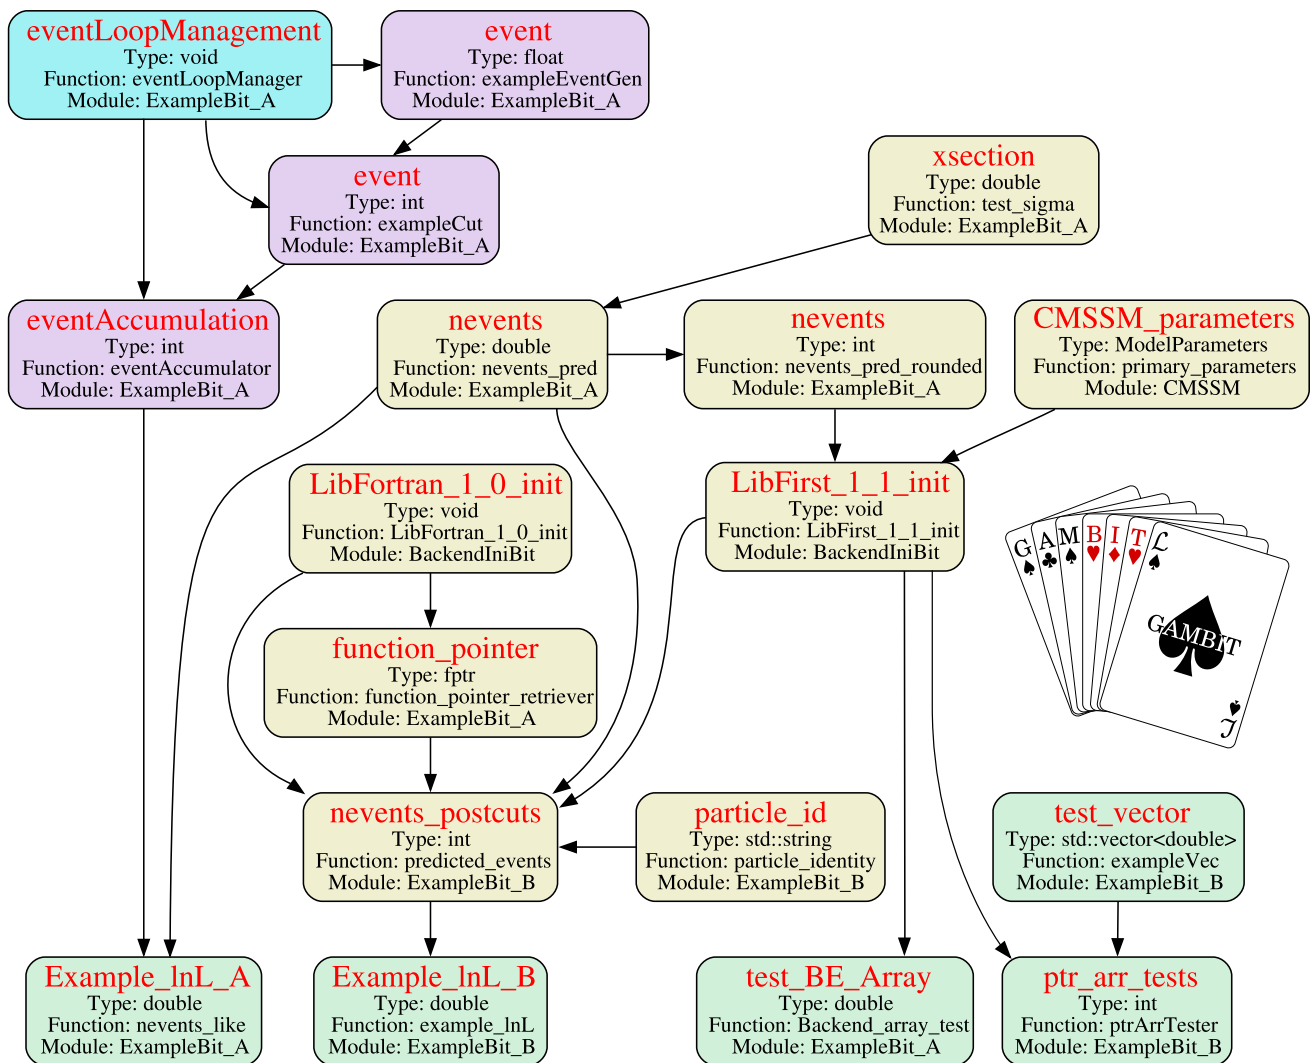 eventLoopManagement
Type: void
Function: eventLoopManager
Module: ExampleBit_A
event
Type: float
Function: exampleEventGen
Module: ExampleBit_A
event
Type: int
Function: exampleCut
Module: ExampleBit_A
xsection
Type: double
Function: test_sigma
Module: ExampleBit_A
eventAccumulation
Type: int
Function: eventAccumulator
Module: ExampleBit_A
nevents
Type: double
Function: nevents_pred
Module: ExampleBit_A
nevents
Type: int
Function: nevents_pred_rounded
Module: ExampleBit_A
CMSSM_parameters
Type: ModelParameters
Function: primary_parameters
Module: CMSSM
LibFortran_1_0_init
Type: void
Function: LibFortran_1_0_init
Module: BackendIniBit
LibFirst_1_1_init
Type: void
Function: LibFirst_1_1_init
Module: BackendIniBit
G A M B I T ℒ
GAMBIT
ℒ
function_pointer
Type: fptr
Function: function_pointer_retriever
Module: ExampleBit_A
nevents_postcuts
Type: int
Function: predicted_events
Module: ExampleBit_B
particle_id
Type: std::string
Function: particle_identity
Module: ExampleBit_B
test_vector
Type: std::vector<double>
Function: exampleVec
Module: ExampleBit_B
Example_lnL_A
Type: double
Function: nevents_like
Module: ExampleBit_A
Example_lnL_B
Type: double
Function: example_lnL
Module: ExampleBit_B
test_BE_Array
Type: double
Function: Backend_array_test
Module: ExampleBit_A
ptr_arr_tests
Type: int
Function: ptrArrTester
Module: ExampleBit_B